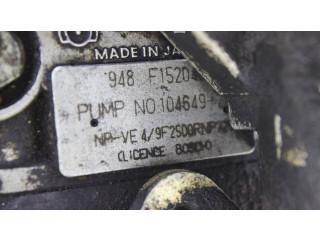 MADE IN JA
948 F1520
PUMP NO.104649-
NP-VE4/9F2500RNP
(LICENCE BOSCH)